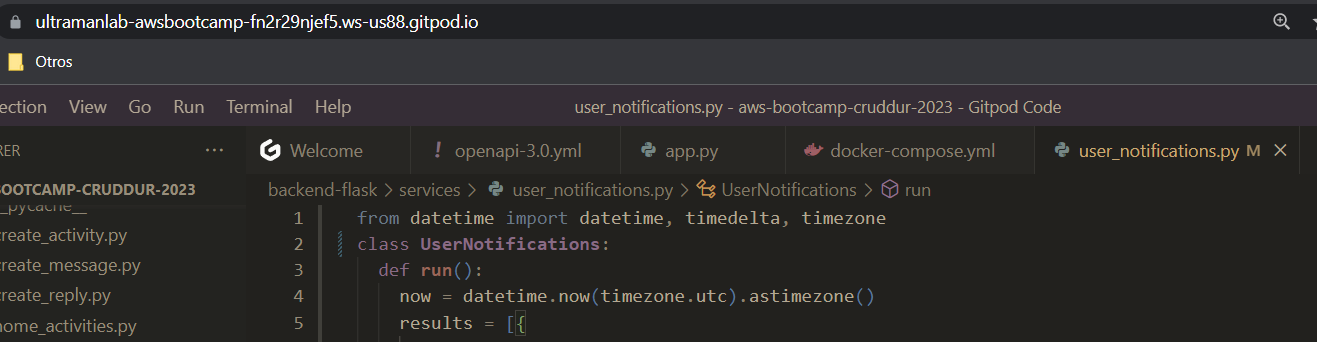 ultramanlab-awsbootcamp-fn2r29njef5.ws-us88.gitpod.io
Otros
ection View Go Run Terminal Help user_notifications.py - aws-bootcamp-cruddur-2023 - Gitpod Code
RER ··· Welcome ! openapi-3.0.yml app.py docker-compose.yml user_notifications.py M
BOOTCAMP-CRUDDUR-2023
backend-flask > services > user_notifications.py > UserNotifications > run
_pycache__
create_activity.py
create_message.py
create_reply.py
home_activities.py
1 from datetime import datetime, timedelta, timezone
2 class UserNotifications:
3 def run():
4 now = datetime.now(timezone.utc).astimezone()
5 results = [{